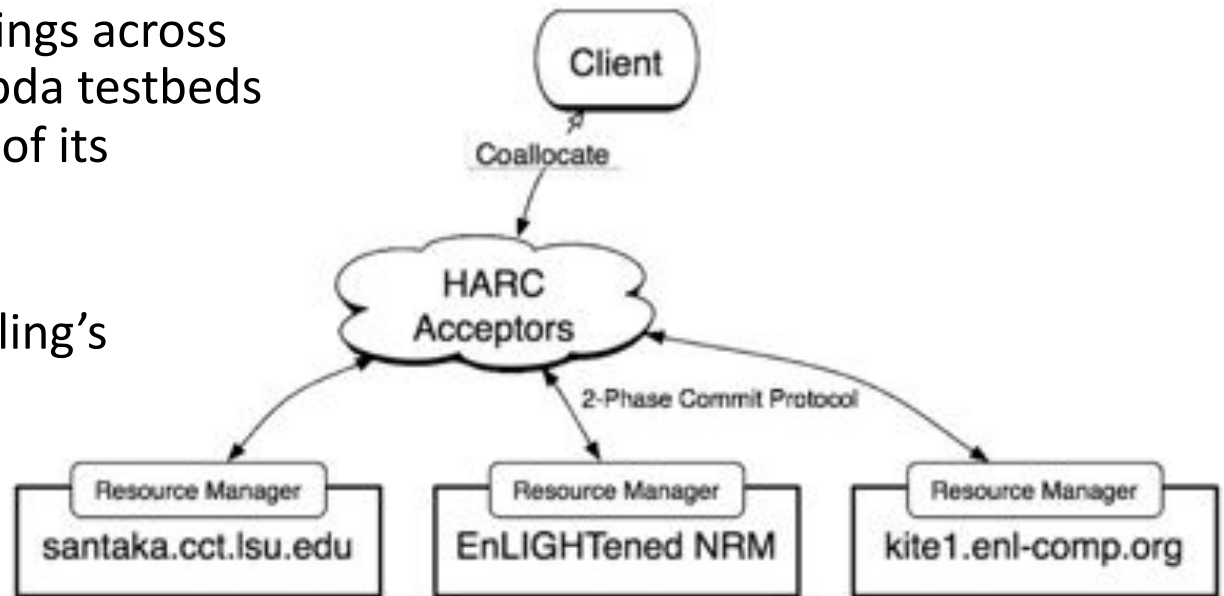 ings across
bda testbeds
of its
ling's
Client
Coallocate
HARC
Acceptors
2-Phase Commit Protocol
Resource Manager
santaka.cct.lsu.edu
Resource Manager
EnLIGHTened NRM
Resource Manager
kite1.enl-comp.org